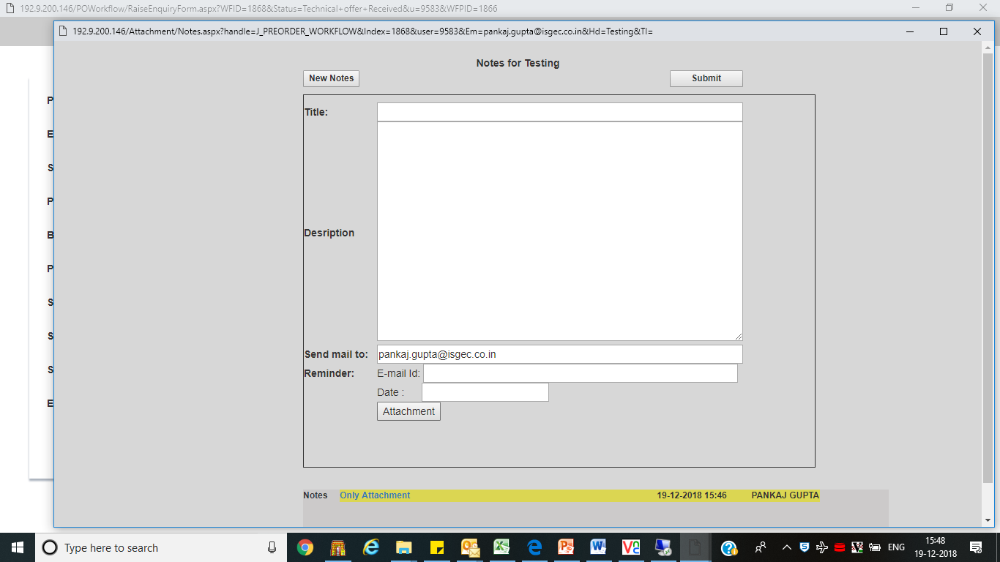 192.9.200.146/POWorkflow/RaiseEnquiryForm.aspx?WFID=1868&Status=Technical+offer+Received&u=9583&WFPID=1866
192.9.200.146/Attachment/Notes.aspx?handle=J_PREORDER_WORKFLOW&Index=1868&user=9583&Em=pankaj.gupta@isgec.co.in&Hd=Testing&Tl=
Notes for Testing
New Notes Submit
P
Title:
E
S
P
Desription
B
P
S
S
Send mail to: pankaj.gupta@isgec.co.in
S
Reminder: E-mail Id:
Date :
E
Attachment
Notes Only Attachment 19-12-2018 15:46 PANKAJ GUPTA
Type here to search
ENG
15:48
19-12-2018